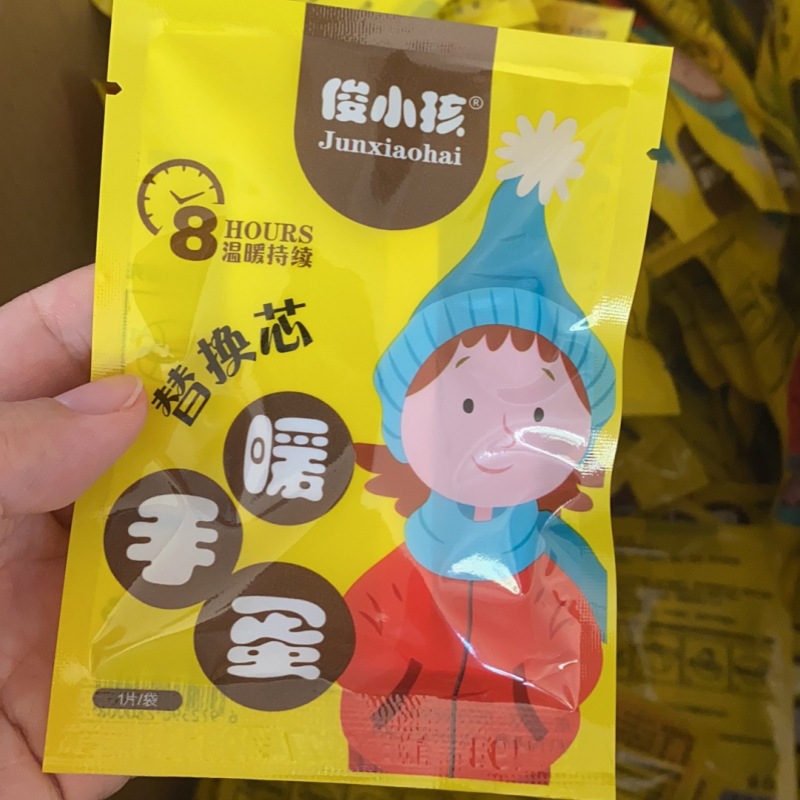 俊小孩®
Junxiaohai
8 HOURS
温暖持续
替换芯
暖
手
蛋
1片/袋